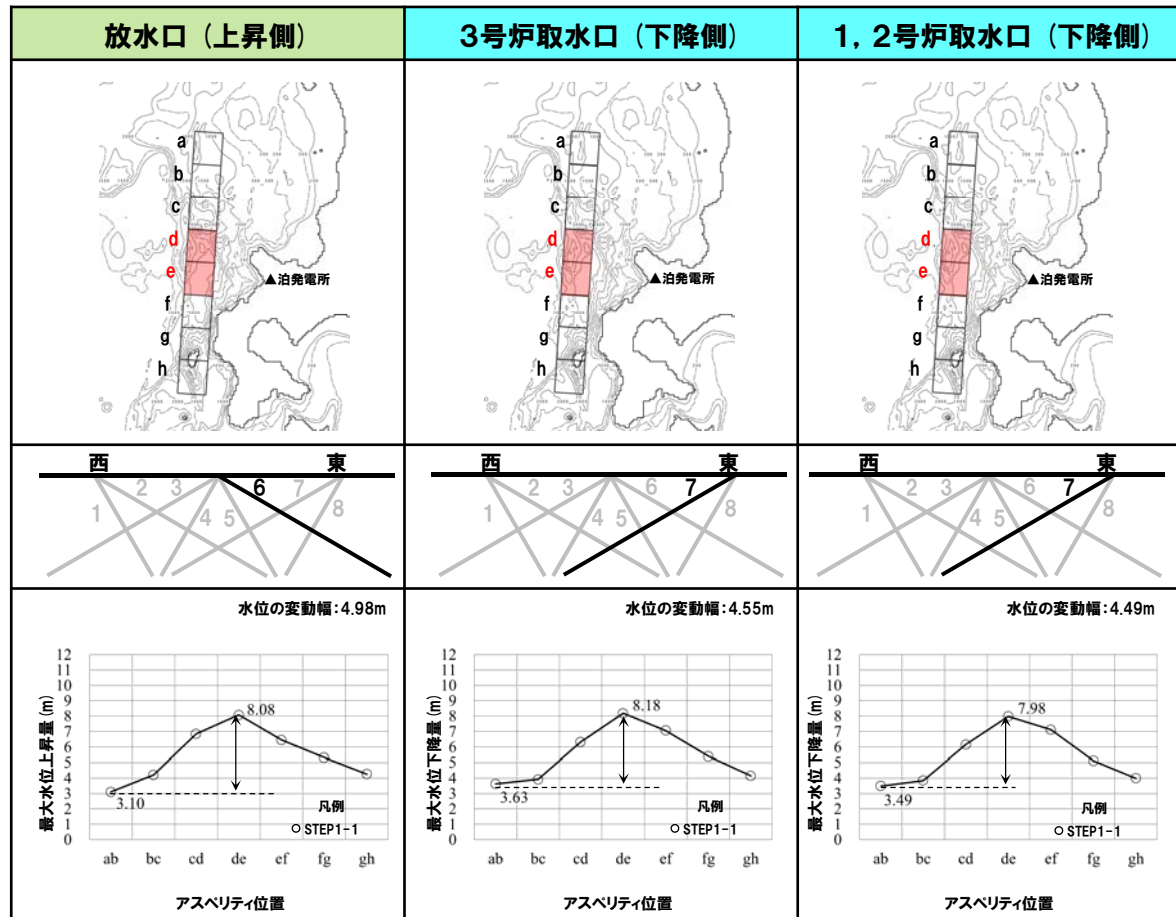 放水口（上昇側）
3号炉取水口（下降側）
1，2号炉取水口（下降側）
a
b
c
d
e
f
g
h
▲泊発電所
a
b
c
d
e
f
g
h
▲泊発電所
a
b
c
d
e
f
g
h
▲泊発電所
西 東
1 2 3 4 5 6 7 8
西 東
1 2 3 4 5 6 7 8
西 東
1 2 3 4 5 6 7 8
水位の変動幅：4.98m
最大水位上昇量（m）
12
11
10
9
8
7
6
5
4
3
2
1
0
8.08
3.10
凡例
○ STEP1-1
ab bc cd de ef fg gh
アスペリティ位置
水位の変動幅：4.55m
最大水位下降量（m）
12
11
10
9
8
7
6
5
4
3
2
1
0
8.18
3.63
凡例
○ STEP1-1
ab bc cd de ef fg gh
アスペリティ位置
水位の変動幅：4.49m
最大水位下降量（m）
12
11
10
9
8
7
6
5
4
3
2
1
0
7.98
3.49
凡例
○ STEP1-1
ab bc cd de ef fg gh
アスペリティ位置